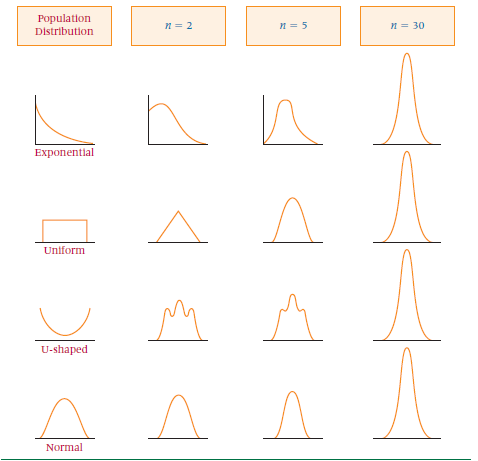 Population
Distribution
n = 2
n = 5
n = 30
Exponential
Uniform
U-shaped
Normal